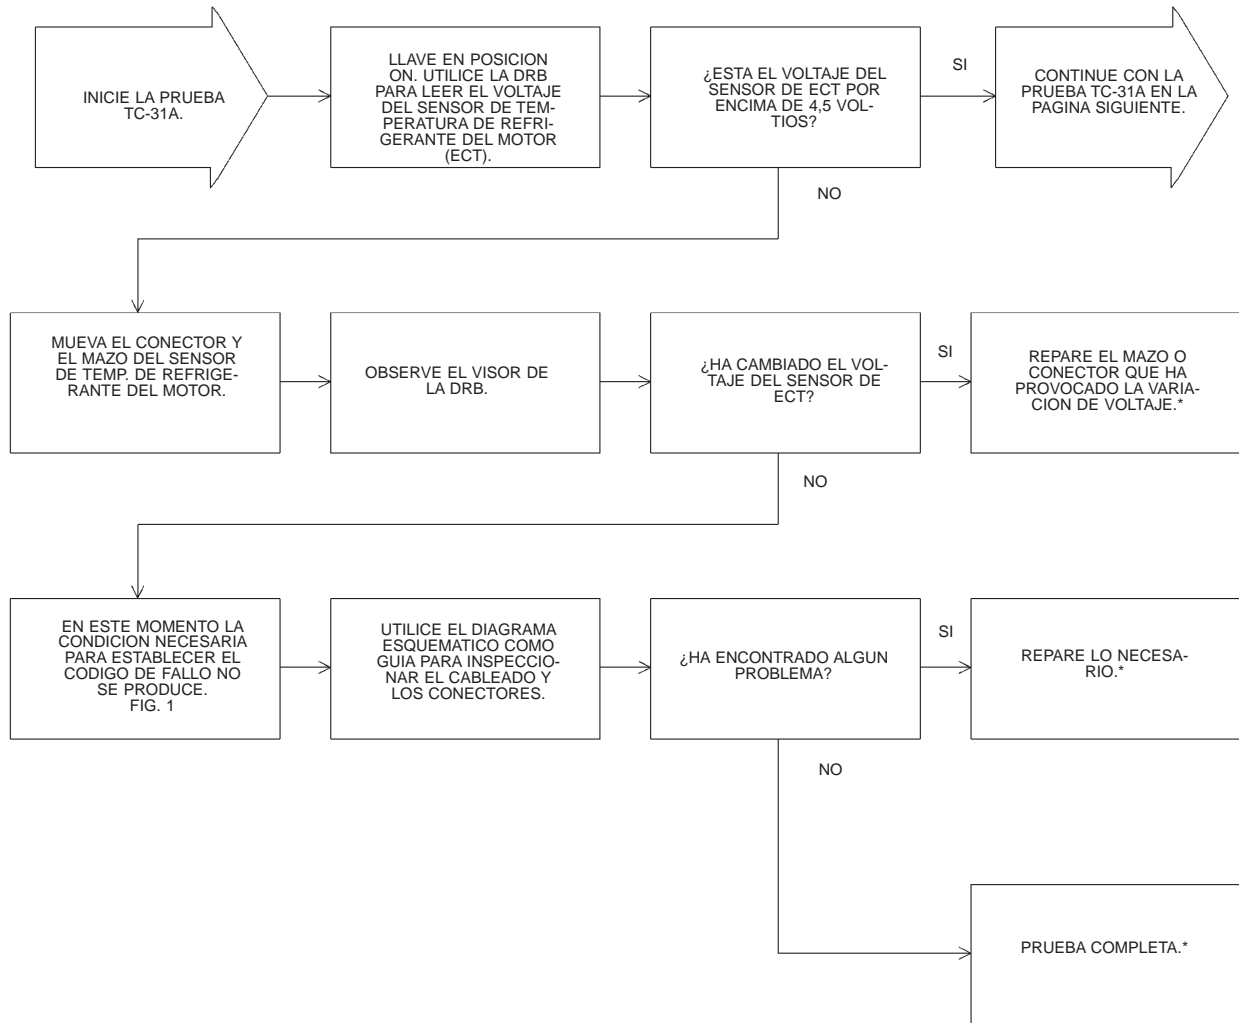 INICIE LA PRUEBA
TC-31A.
LLAVE EN POSICION
ON. UTILICE LA DRB
PARA LEER EL VOLTAJE
DEL SENSOR DE TEM-
PERATURA DE REFRI-
GERANTE DEL MOTOR
(ECT).
¿ESTA EL VOLTAJE DEL
SENSOR DE ECT POR
ENCIMA DE 4,5 VOL-
TIOS?
SI
CONTINUE CON LA
PRUEBA TC-31A EN LA
PAGINA SIGUIENTE.
NO
MUEVA EL CONECTOR Y
EL MAZO DEL SENSOR
DE TEMP. DE REFRIGE-
RANTE DEL MOTOR.
OBSERVE EL VISOR DE
LA DRB.
¿HA CAMBIADO EL VOL-
TAJE DEL SENSOR DE
ECT?
SI
REPARE EL MAZO O
CONECTOR QUE HA
PROVOCADO LA VARIA-
CION DE VOLTAJE.*
NO
EN ESTE MOMENTO LA
CONDICION NECESARIA
PARA ESTABLECER EL
CODIGO DE FALLO NO
SE PRODUCE.
FIG. 1
UTILICE EL DIAGRAMA
ESQUEMATICO COMO
GUIA PARA INSPECCIO-
NAR EL CABLEADO Y
LOS CONECTORES.
¿HA ENCONTRADO ALGUN
PROBLEMA?
SI
REPARE LO NECESA-
RIO.*
NO
PRUEBA COMPLETA.*